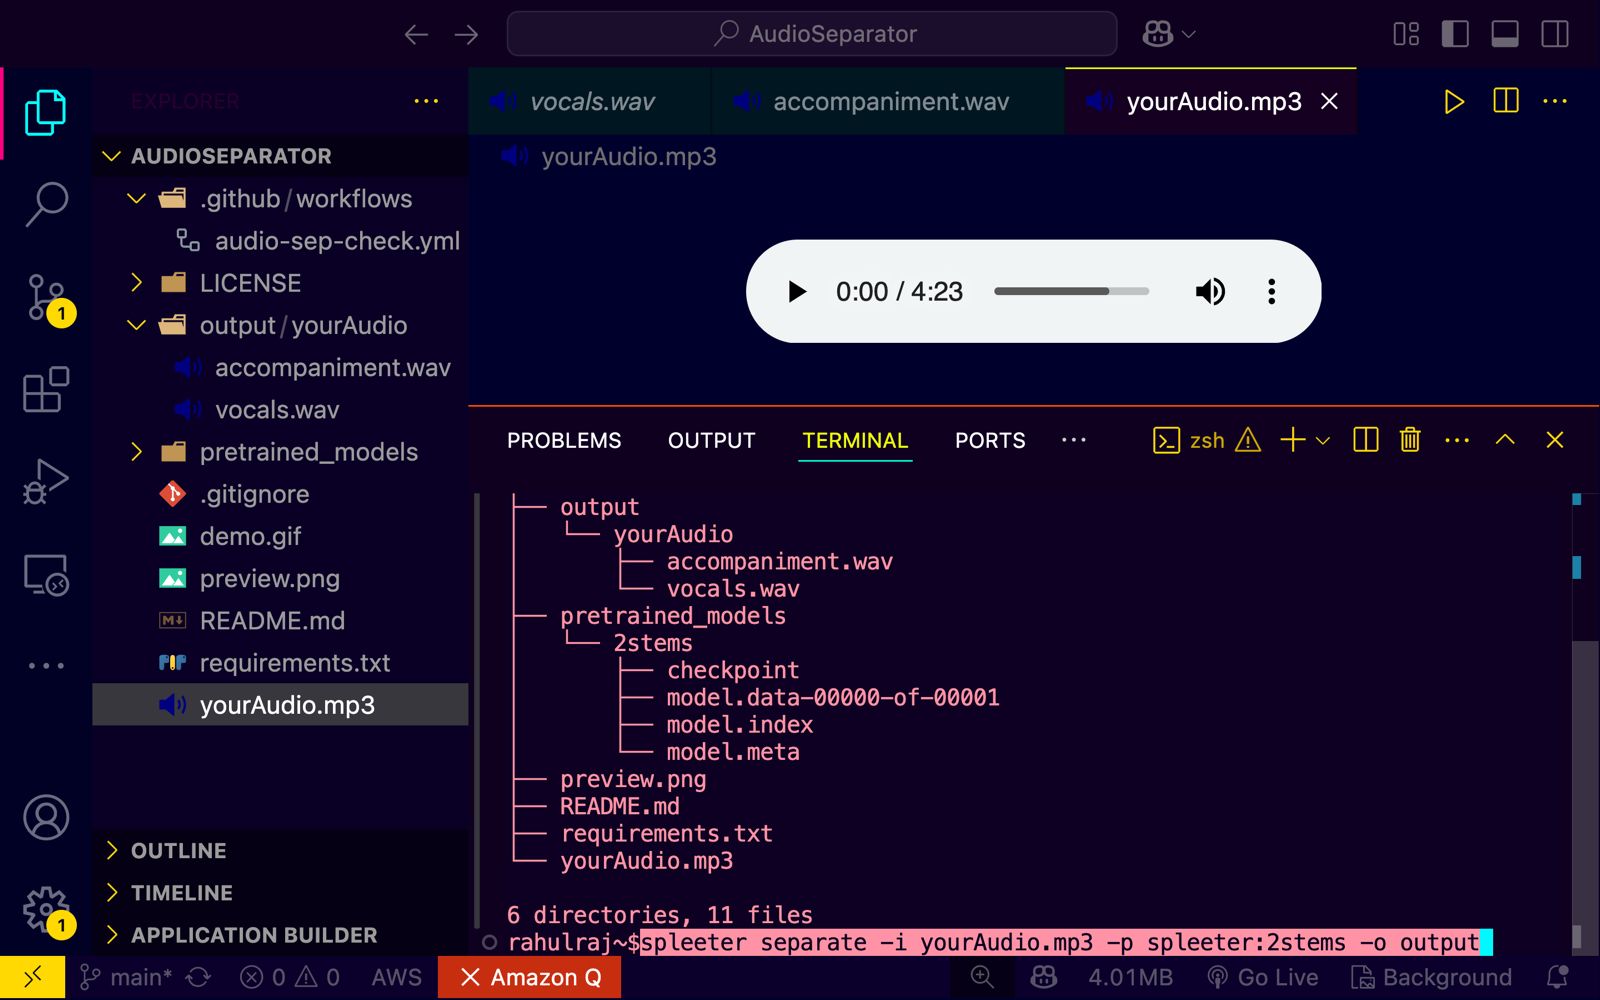 AudioSeparator
EXPLORER
AUDIOSEPARATOR
.github/workflows
audio-sep-check.yml
LICENSE
output/yourAudio
accompaniment.wav
vocals.wav
pretrained_models
.gitignore
demo.gif
preview.png
README.md
requirements.txt
yourAudio.mp3
OUTLINE
TIMELINE
APPLICATION BUILDER
1
1
vocals.wav accompaniment.wav yourAudio.mp3
yourAudio.mp3
0:00 / 4:23
PROBLEMS OUTPUT TERMINAL PORTS zsh
├── output
│   └── yourAudio
│       ├── accompaniment.wav
│       └── vocals.wav
├── pretrained_models
│   └── 2stems
│       ├── checkpoint
│       ├── model.data-00000-of-00001
│       ├── model.index
│       └── model.meta
├── preview.png
├── README.md
├── requirements.txt
└── yourAudio.mp3
6 directories, 11 files
rahulraj~$spleeter separate -i yourAudio.mp3 -p spleeter:2stems -o output
main* 0 0 AWS Amazon Q 4.01MB Go Live Background